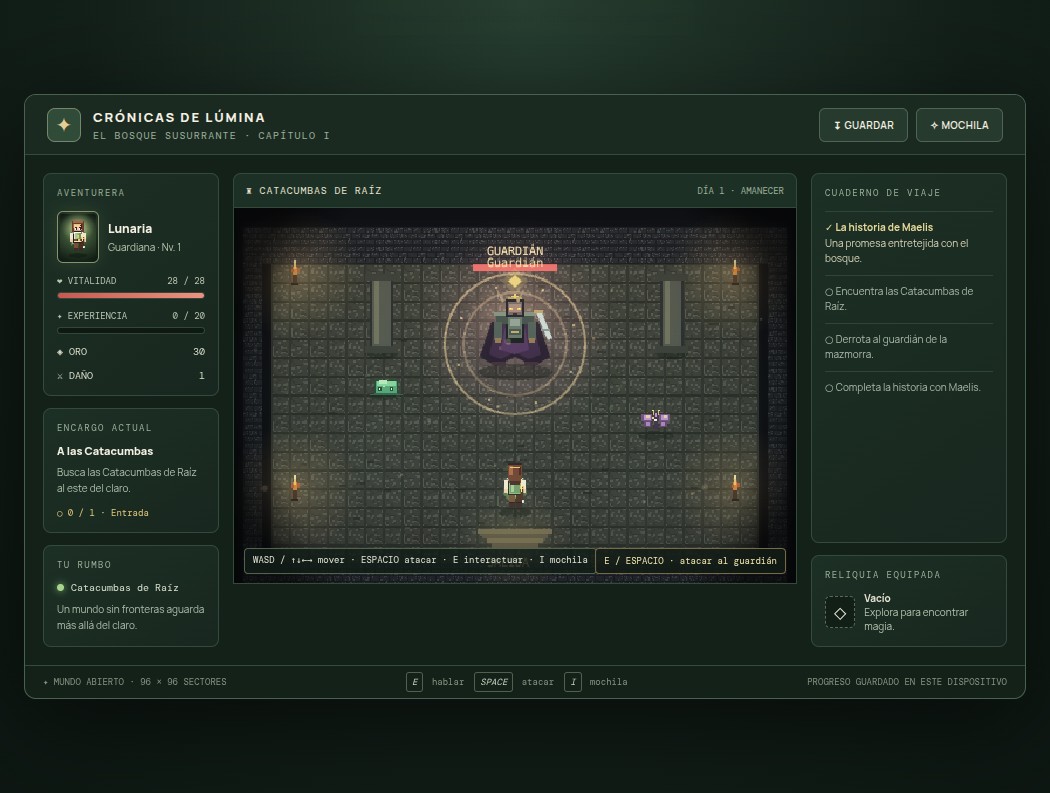 CRÓNICAS DE LÚMINA
EL BOSQUE SUSURRANTE · CAPÍTULO I
↧ GUARDAR
✧ MOCHILA
AVENTURERA
Lunaria
Guardiana · Nv. 1
❤ VITALIDAD 28 / 28
✦ EXPERIENCIA 0 / 20
◈ ORO 30
⚔ DAÑO 1
ENCARGO ACTUAL
A las Catacumbas
Busca las Catacumbas de Raíz
al este del claro.
○ 0 / 1 · Entrada
TU RUMBO
Catacumbas de Raíz
Un mundo sin fronteras aguarda
más allá del claro.
♜ CATACUMBAS DE RAÍZ
DÍA 1 · AMANECER
GUARDIÁN
Guardián
WASD / ↑↓←→ mover · ESPACIO atacar · E interactuar · I mochila
E / ESPACIO · atacar al guardián
CUADERNO DE VIAJE
✓ La historia de Maelis
Una promesa entretejida con el
bosque.
○ Encuentra las Catacumbas de
Raíz.
○ Derrota al guardián de la
mazmorra.
○ Completa la historia con Maelis.
RELIQUIA EQUIPADA
Vacío
Explora para encontrar
magia.
✦ MUNDO ABIERTO · 96 × 96 SECTORES
E hablar SPACE atacar I mochila
PROGRESO GUARDADO EN ESTE DISPOSITIVO